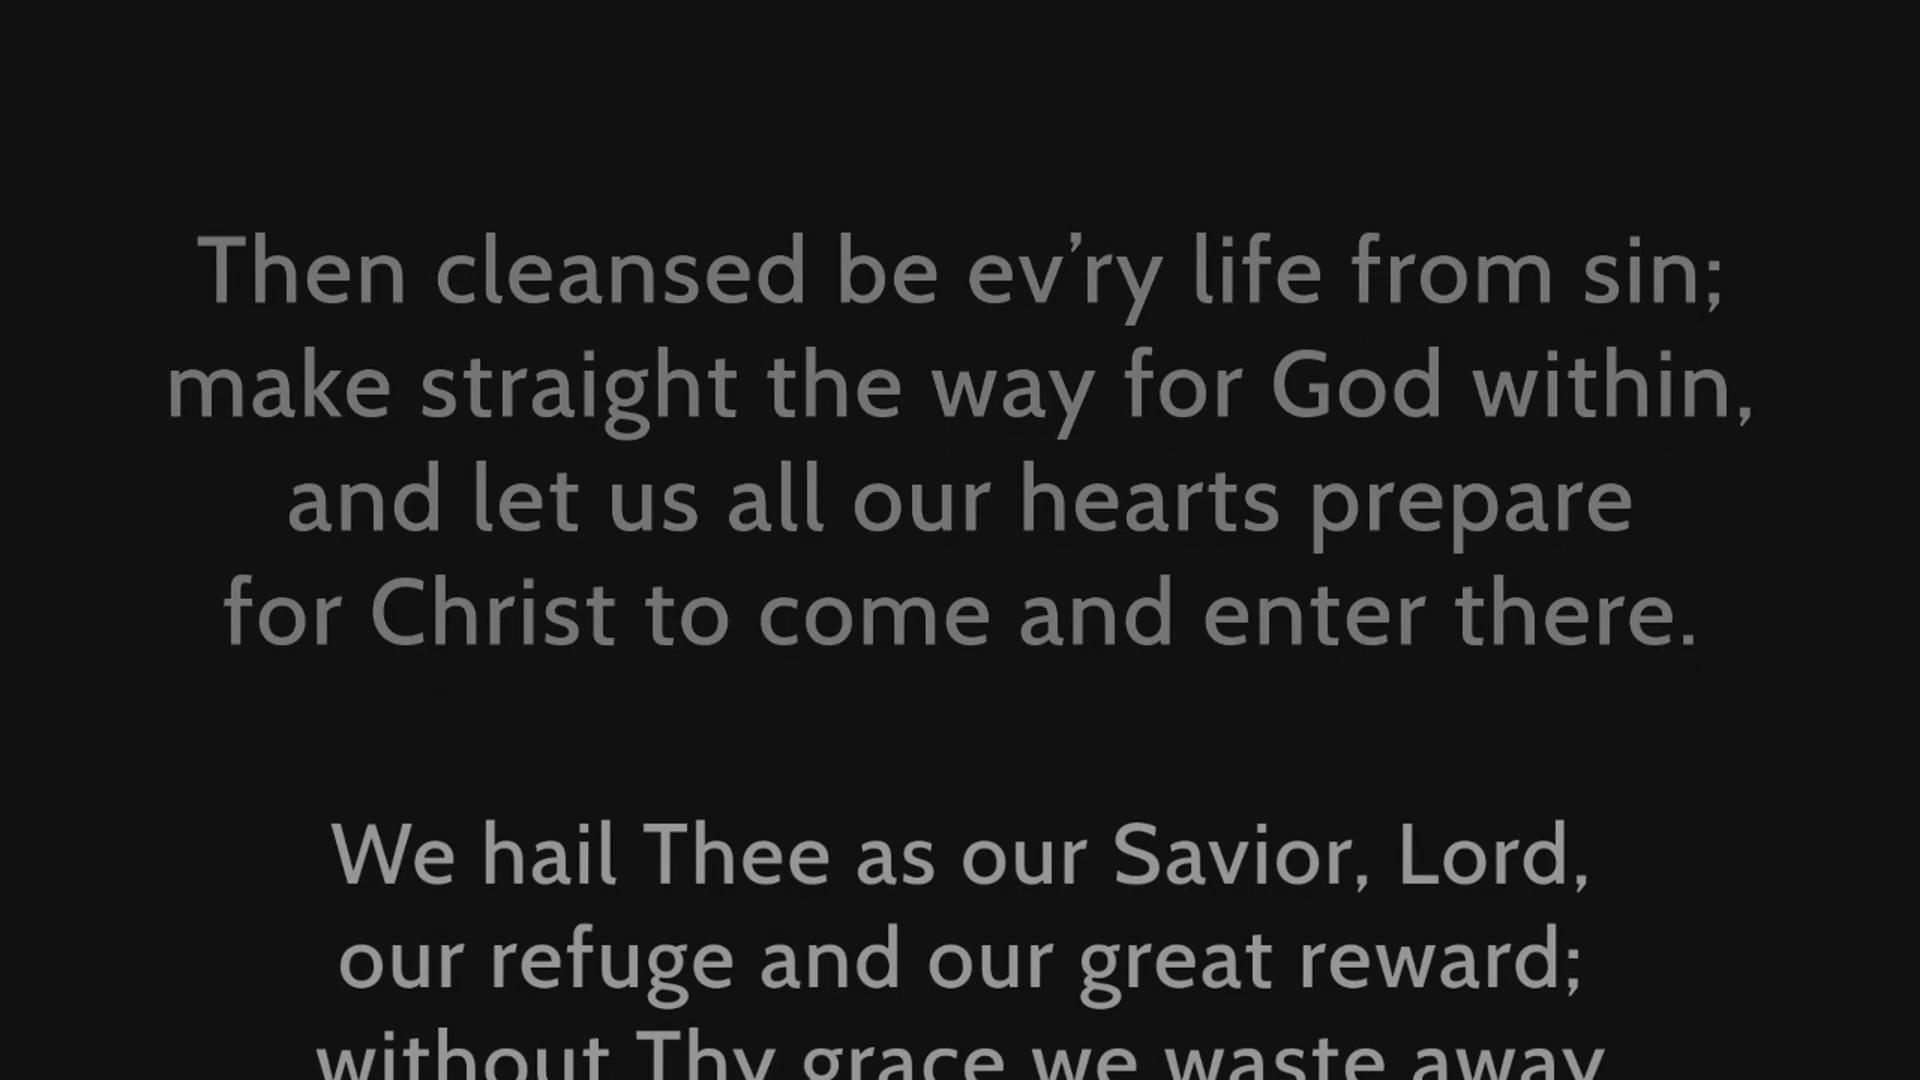 Then cleansed be ev’ry life from sin;
make straight the way for God within,
and let us all our hearts prepare
for Christ to come and enter there.
We hail Thee as our Savior, Lord,
our refuge and our great reward;
without Thy grace we waste away